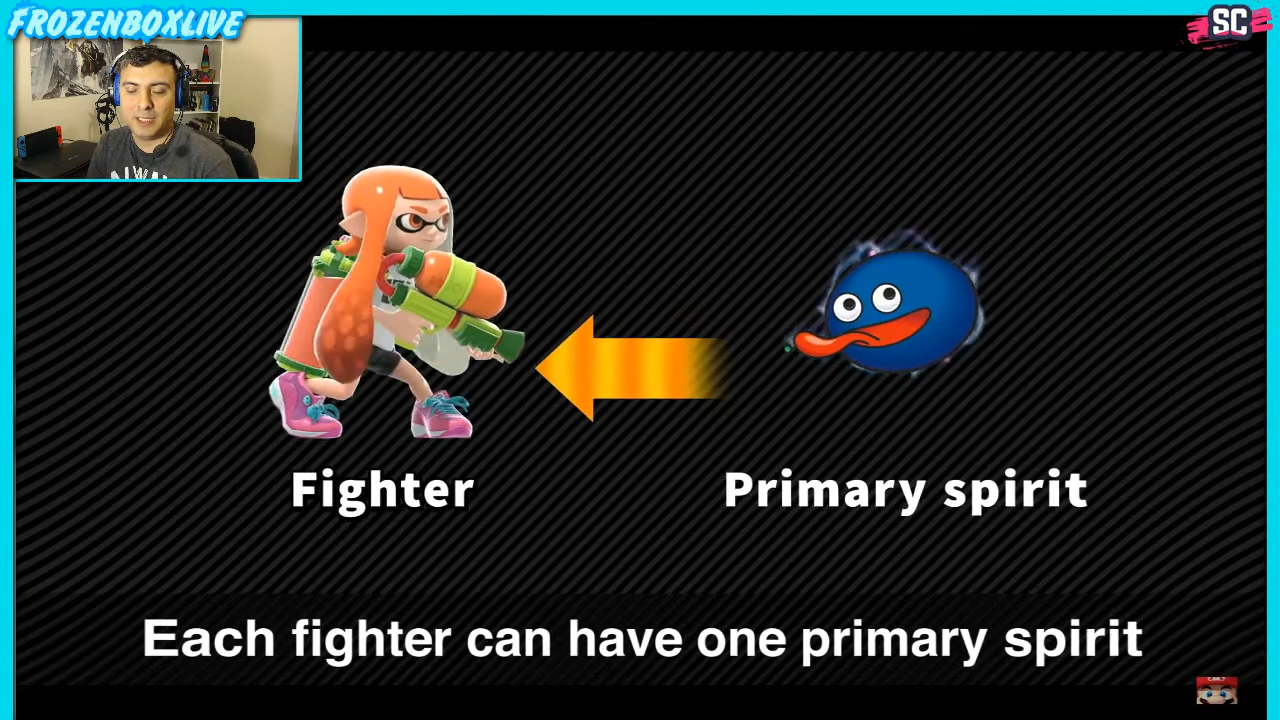 FROZENBOXLIVE
SC
Fighter
Primary spirit
Each fighter can have one primary spirit